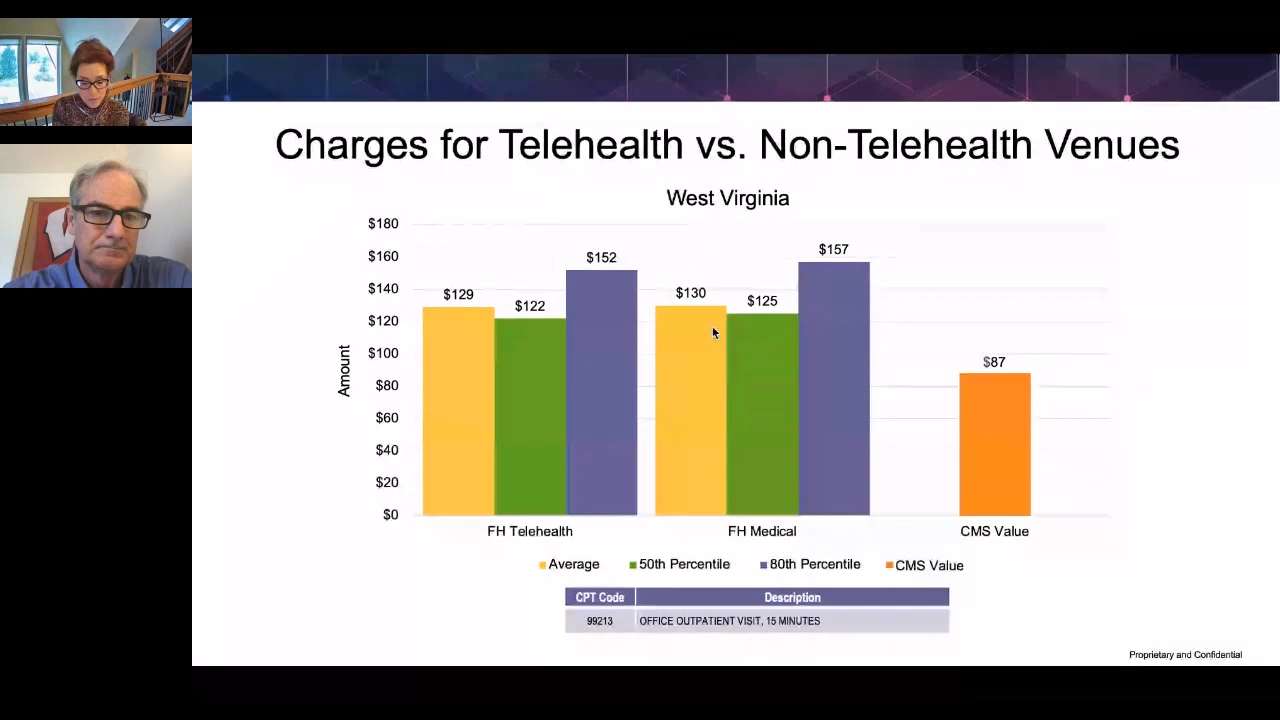 Charges for Telehealth vs. Non-Telehealth Venues
West Virginia
$180
$160
$140
$120
$100
$80
$60
$40
$20
$0
Amount
$129
$122
$152
$130
$125
$157
$87
FH Telehealth
FH Medical
CMS Value
Average
50th Percentile
80th Percentile
CMS Value
CPT Code Description
99213 OFFICE OUTPATIENT VISIT, 15 MINUTES
Proprietary and Confidential